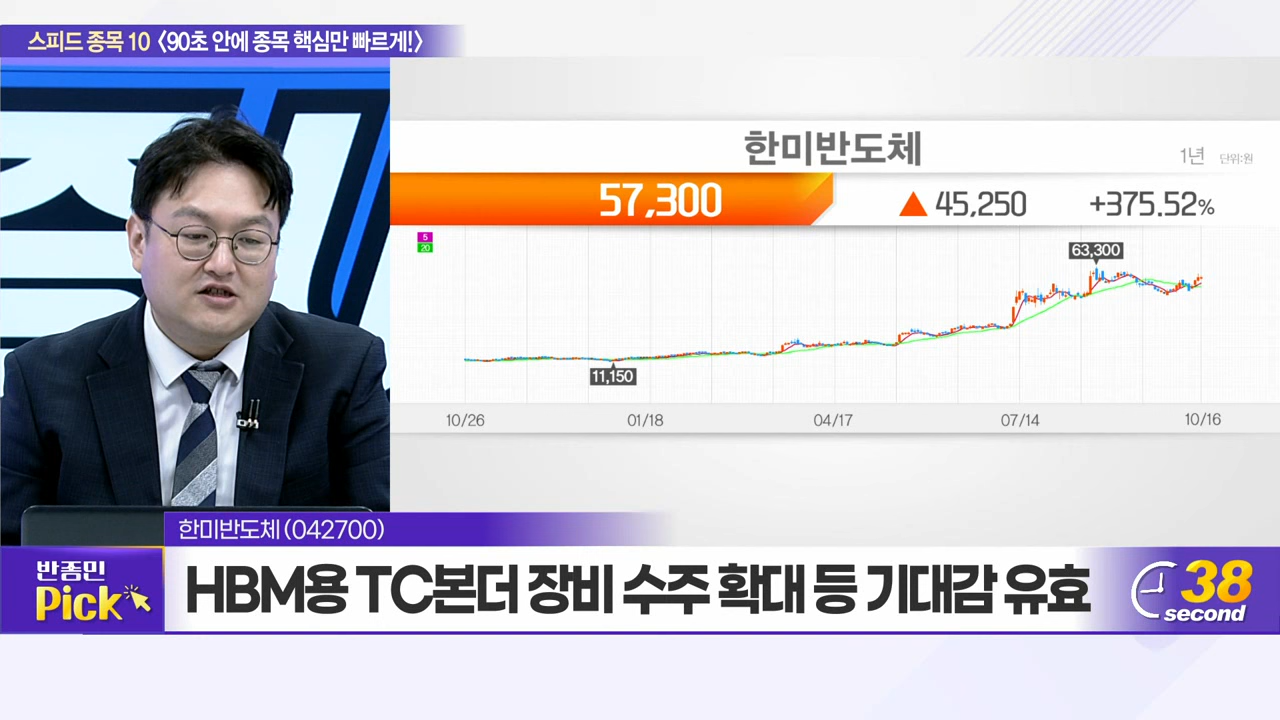 스피드 종목 10 〈90초 안에 종목 핵심만 빠르게!〉
한미반도체
1년 단위:원
57,300 ▲ 45,250 +375.52%
5
20
63,300
11,150
10/26 01/18 04/17 07/14 10/16
한미반도체(042700)
반종민
Pick
HBM용 TC본더 장비 수주 확대 등 기대감 유효
38
second